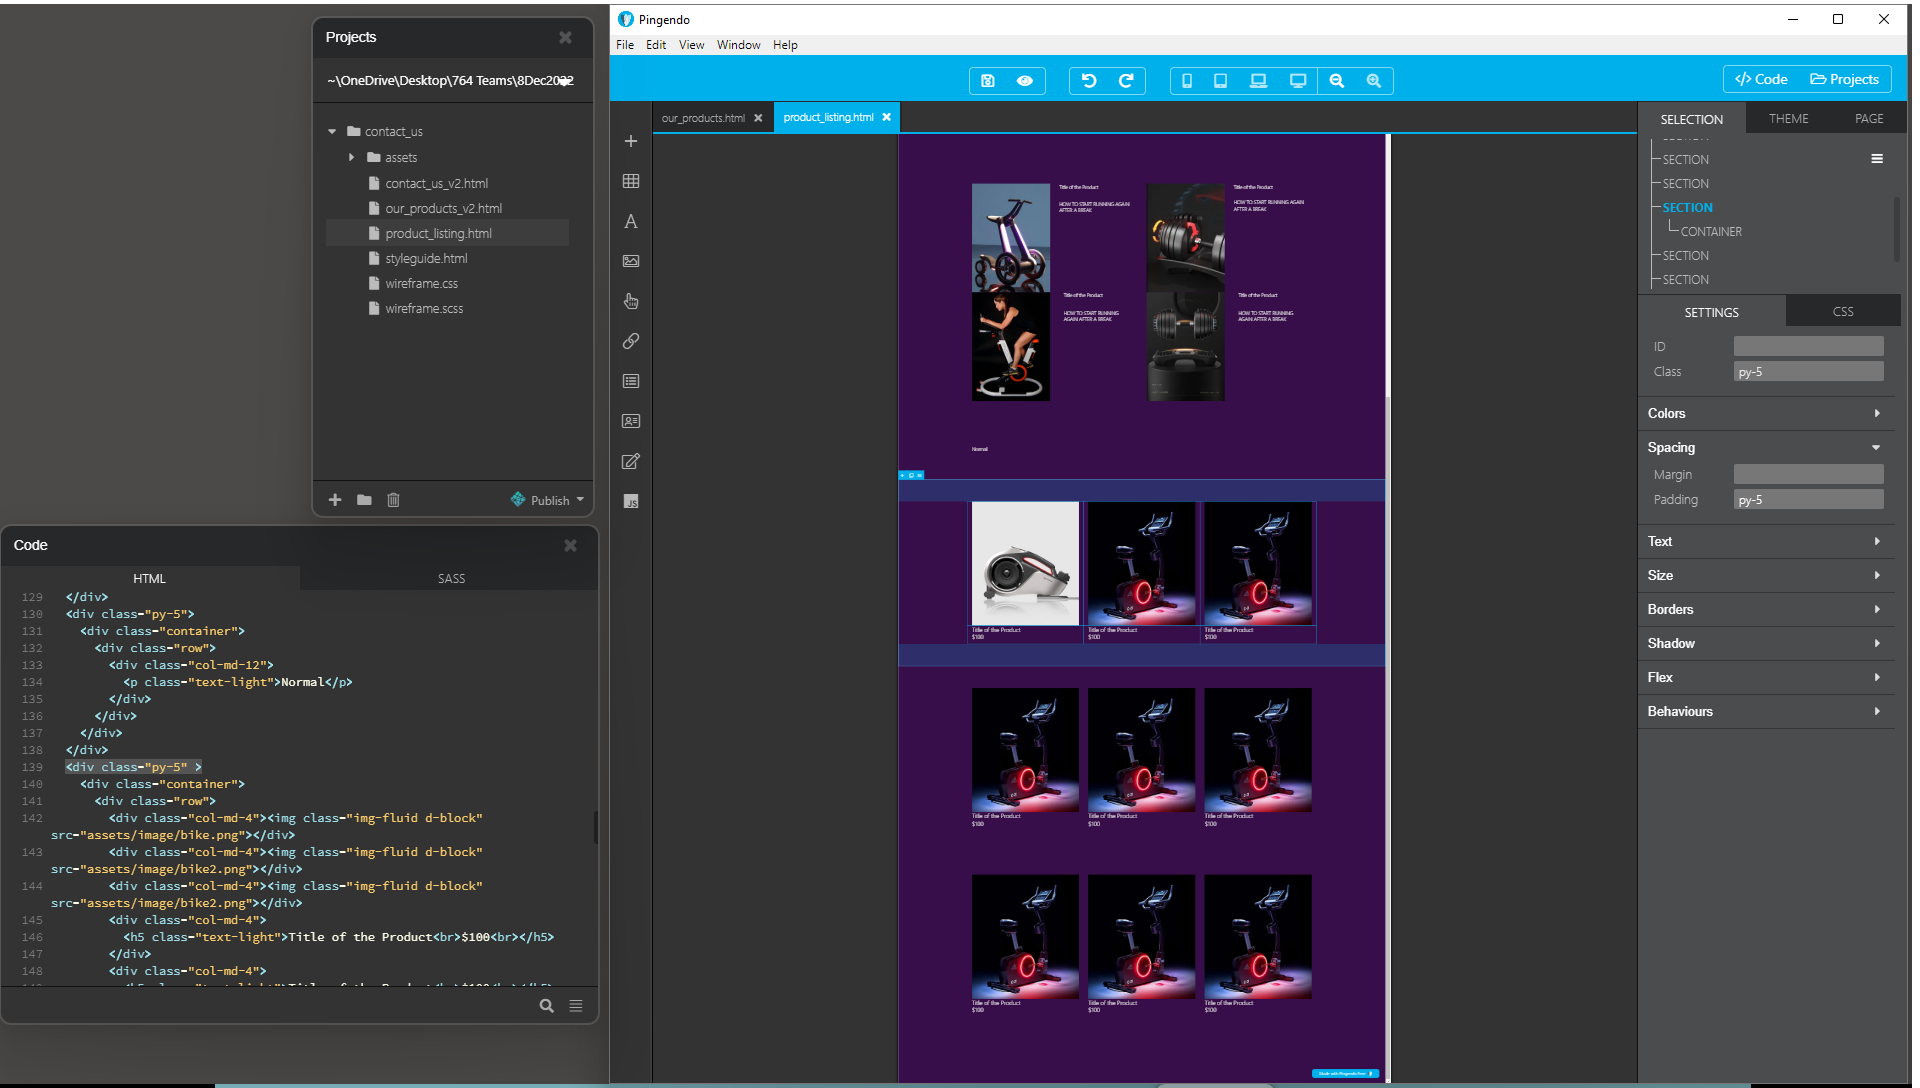 Projects
~\OneDrive\Desktop\764 Teams\8Dec2022
contact_us
assets
contact_us_v2.html
our_products_v2.html
product_listing.html
styleguide.html
wireframe.css
wireframe.scss
Publish
Code
HTML
SASS
129 </div>
130 <div class="py-5">
131 <div class="container">
132 <div class="row">
133 <div class="col-md-12">
134 <p class="text-light">Normal</p>
135 </div>
136 </div>
137 </div>
138 </div>
139 <div class="py-5" >
140 <div class="container">
141 <div class="row">
142 <div class="col-md-4"><img class="img-fluid d-block"
src="assets/image/bike.png"></div>
143 <div class="col-md-4"><img class="img-fluid d-block"
src="assets/image/bike2.png"></div>
144 <div class="col-md-4"><img class="img-fluid d-block"
src="assets/image/bike2.png"></div>
145 <div class="col-md-4">
146 <h5 class="text-light">Title of the Product<br>$100<br></h5>
147 </div>
148 <div class="col-md-4">
Pingendo
File Edit View Window Help
</> Code Projects
our_products.html
product_listing.html
A
JS
Title of the Product
HOW TO START RUNNING AGAIN
AFTER A BREAK
Title of the Product
HOW TO START RUNNING AGAIN
AFTER A BREAK
Title of the Product
HOW TO START RUNNING
AGAIN AFTER A BREAK
Title of the Product
HOW TO START RUNNING
AGAIN AFTER A BREAK
Normal
Title of the Product
$100
Title of the Product
$100
Title of the Product
$100
Title of the Product
$100
Title of the Product
$100
Title of the Product
$100
Title of the Product
$100
Title of the Product
$100
Title of the Product
$100
Made with Pingendo Free
SELECTION
THEME
PAGE
SECTION
SECTION
SECTION
SECTION
CONTAINER
SECTION
SECTION
SETTINGS
CSS
ID
Class py-5
Colors
Spacing
Margin
Padding py-5
Text
Size
Borders
Shadow
Flex
Behaviours